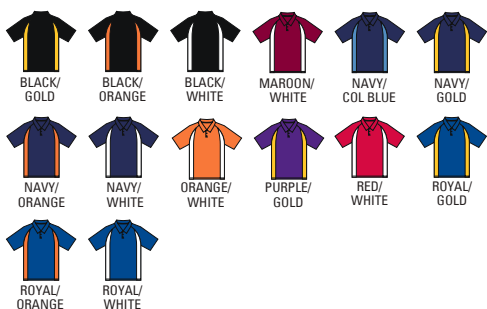 BLACK/
GOLD
BLACK/
ORANGE
BLACK/
WHITE
MAROON/
WHITE
NAVY/
COL BLUE
NAVY/
GOLD
NAVY/
ORANGE
NAVY/
WHITE
ORANGE/
WHITE
PURPLE/
GOLD
RED/
WHITE
ROYAL/
GOLD
ROYAL/
ORANGE
ROYAL/
WHITE